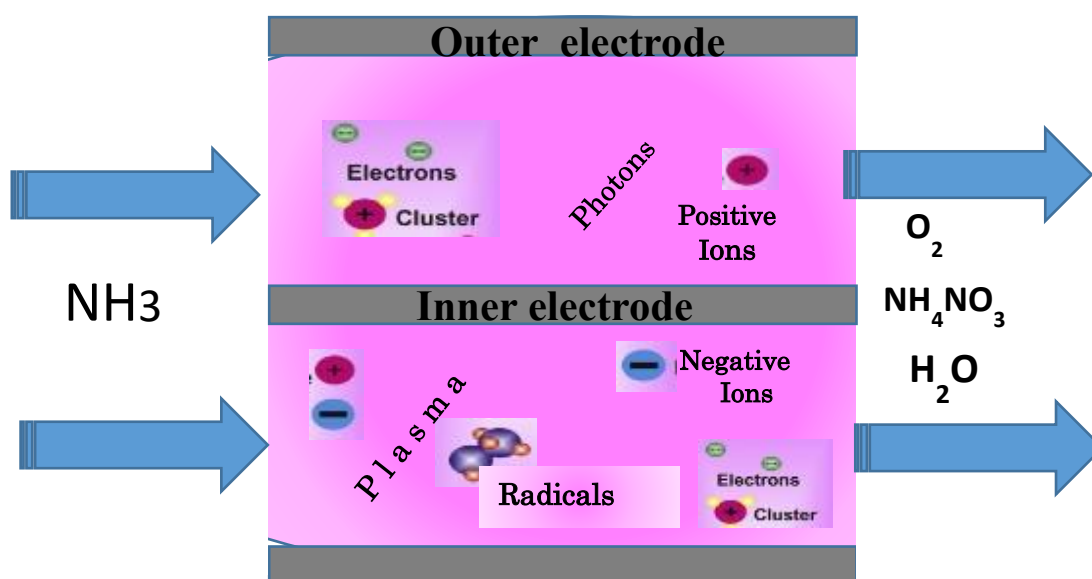 Outer electrode
Electrons
Cluster
Photons
Positive
Ions
NH3
O₂
NH₄NO₃
H₂O
Inner electrode
Plasma
Negative
Ions
Radicals
Electrons
Cluster